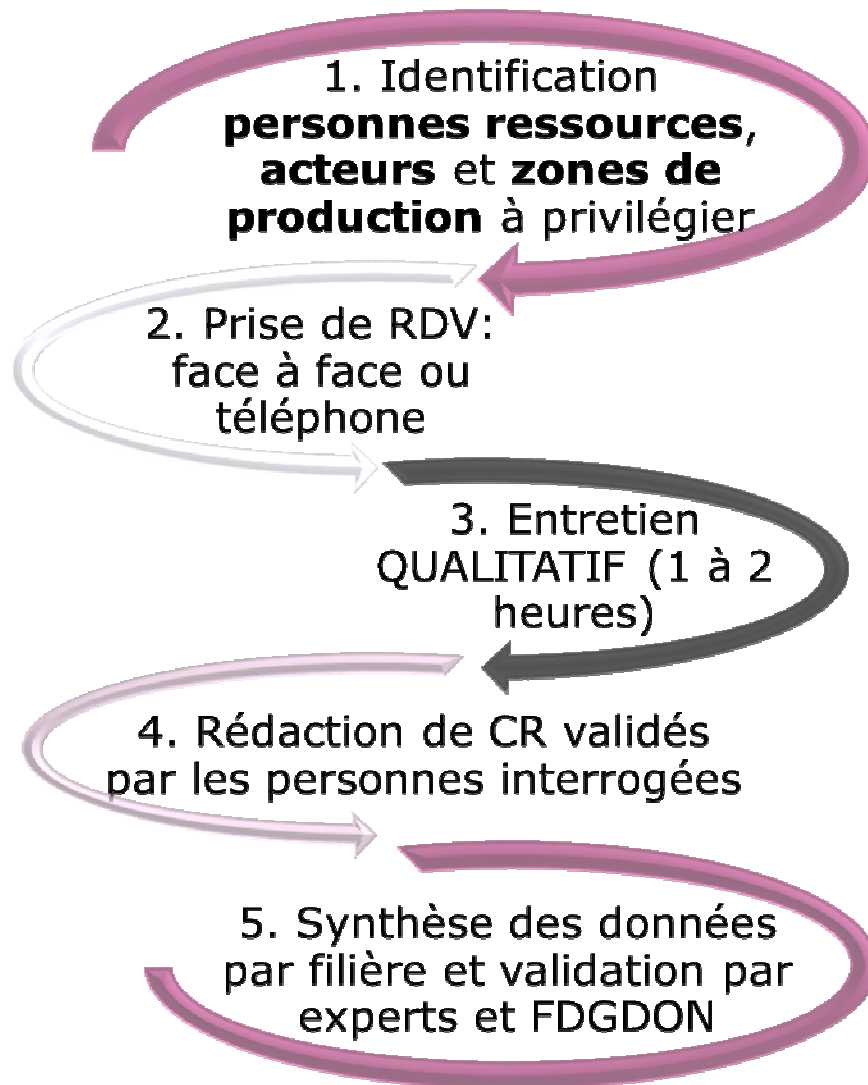 1. Identification
personnes ressources,
acteurs et zones de
production à privilégier
2. Prise de RDV:
face à face ou
téléphone
3. Entretien
QUALITATIF (1 à 2
heures)
4. Rédaction de CR validés
par les personnes interrogées
5. Synthèse des données
par filière et validation par
experts et FDGDON